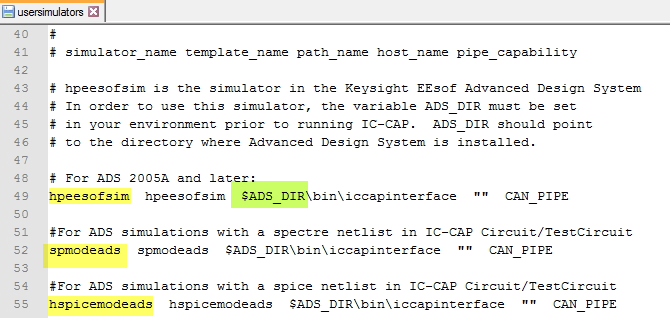 usersimulators
40 #
41 # simulator_name template_name path_name host_name pipe_capability
42
43 # hpeesofsim is the simulator in the Keysight EEsof Advanced Design System
44 # In order to use this simulator, the variable ADS_DIR must be set
45 # in your environment prior to running IC-CAP.  ADS_DIR should point
46 # to the directory where Advanced Design System is installed.
47
48 # For ADS 2005A and later:
49 hpeesofsim  hpeesofsim $ADS_DIR\bin\iccapinterface  ""  CAN_PIPE
50
51 #For ADS simulations with a spectre netlist in IC-CAP Circuit/TestCircuit
52 spmodeads  spmodeads  $ADS_DIR\bin\iccapinterface  ""  CAN_PIPE
53
54 #For ADS simulations with a spice netlist in IC-CAP Circuit/TestCircuit
55 hspicemodeads  hspicemodeads  $ADS_DIR\bin\iccapinterface  ""  CAN_PIPE